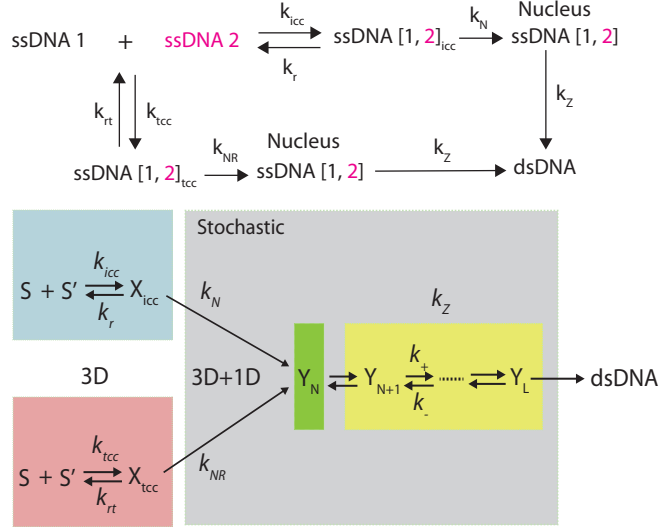 k_icc
k_N
Nucleus
ssDNA 1 + ssDNA 2
ssDNA [1, 2]_icc
ssDNA [1, 2]
k_r
k_rt
k_tcc
k_Z
Nucleus
k_NR
k_Z
ssDNA [1, 2]_tcc
ssDNA [1, 2]
dsDNA
Stochastic
k_icc
S + S′
X_icc
k_r
k_N
k_Z
3D
3D+1D
Y_N
Y_N+1
k_+
k_-
........
Y_L
dsDNA
k_tcc
S + S′
X_tcc
k_rt
k_NR